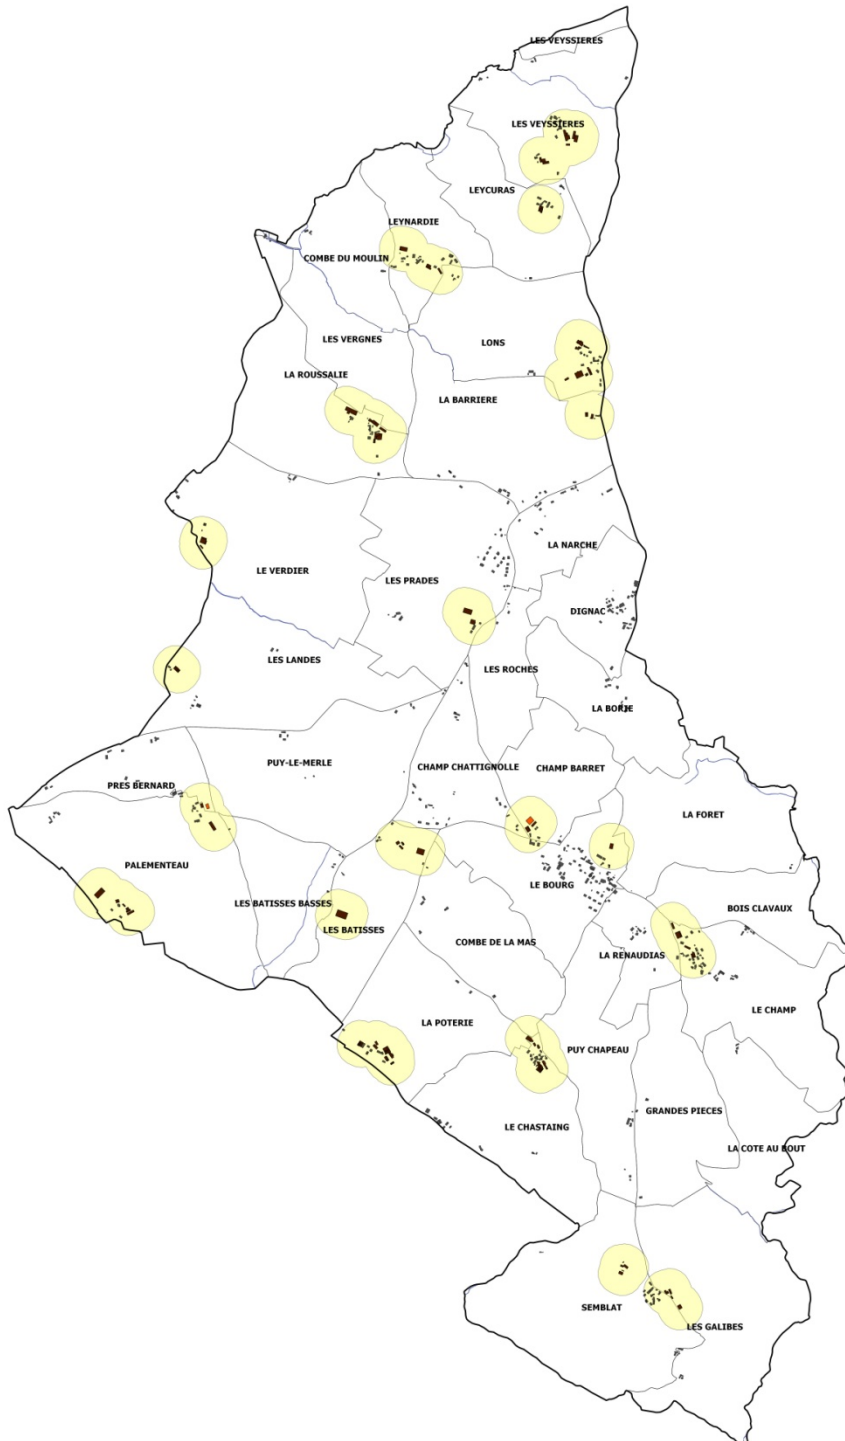 LES VEYSSIERES
LES VEYSSIERES
LEYCURAS
LEYNARDIE
COMBE DU MOULIN
LES VERGNES
LONS
LA ROUSSALIE
LA BARRIERE
LA NARCHE
LE VERDIER
LES PRADES
DIGNAC
LES LANDES
LES ROCHES
LA BORJE
PUY-LE-MERLE
CHAMP CHATTIGNOLLE
CHAMP BARRET
PRES BERNARD
LA FORET
PALEMENTEAU
LE BOURG
LES BATISSES BASSES
BOIS CLAVAUX
LES BATISSES
COMBE DE LA MAS
LA RENAUDIAS
LE CHAMP
LA POTERIE
PUY CHAPEAU
GRANDES PIECES
LE CHASTAING
LA COTE AU BOUT
SEMBLAT
LES GALIBES